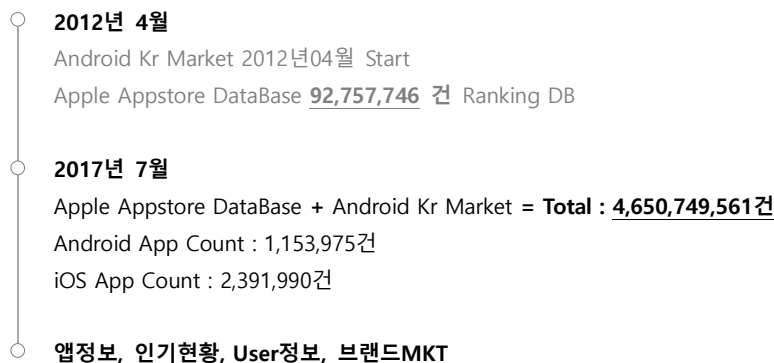 2012년 4월
Android Kr Market 2012년04월 Start
Apple Appstore DataBase 92,757,746 건 Ranking DB
2017년 7월
Apple Appstore DataBase + Android Kr Market = Total : 4,650,749,561건
Android App Count : 1,153,975건
iOS App Count : 2,391,990건
앱정보, 인기현황, User정보, 브랜드MKT